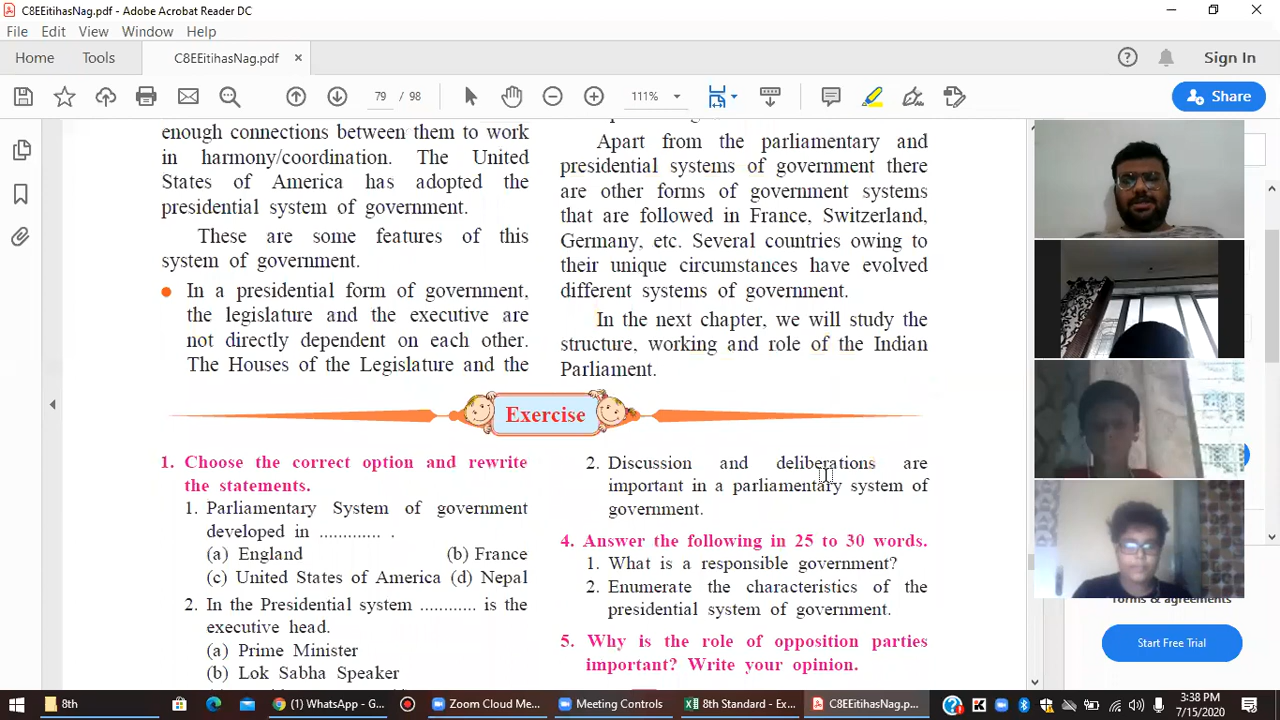 C8EEitihasNag.pdf - Adobe Acrobat Reader DC
File Edit View Window Help
Home Tools C8EEitihasNag.pdf × Sign In
79 / 98 111% Share
enough connections between them to work
in harmony/coordination. The United
States of America has adopted the
presidential system of government.
These are some features of this
system of government.
In a presidential form of government,
the legislature and the executive are
not directly dependent on each other.
The Houses of the Legislature and the
Apart from the parliamentary and
presidential systems of government there
are other forms of government systems
that are followed in France, Switzerland,
Germany, etc. Several countries owing to
their unique circumstances have evolved
different systems of government.
In the next chapter, we will study the
structure, working and role of the Indian
Parliament.
Exercise
1. Choose the correct option and rewrite
the statements.
1. Parliamentary System of government
developed in ............. .
(a) England (b) France
(c) United States of America (d) Nepal
2. In the Presidential system ............ is the
executive head.
(a) Prime Minister
(b) Lok Sabha Speaker
2. Discussion and deliberations are
important in a parliamentary system of
government.
4. Answer the following in 25 to 30 words.
1. What is a responsible government?
2. Enumerate the characteristics of the
presidential system of government.
5. Why is the role of opposition parties
important? Write your opinion.
Terms & agreements
Start Free Trial
8th (1) WhatsApp - G... Zoom Cloud Me... Meeting Controls 8th Standard - Ex... C8EEitihasNag.p... ENG 3:38 PM
7/15/2020